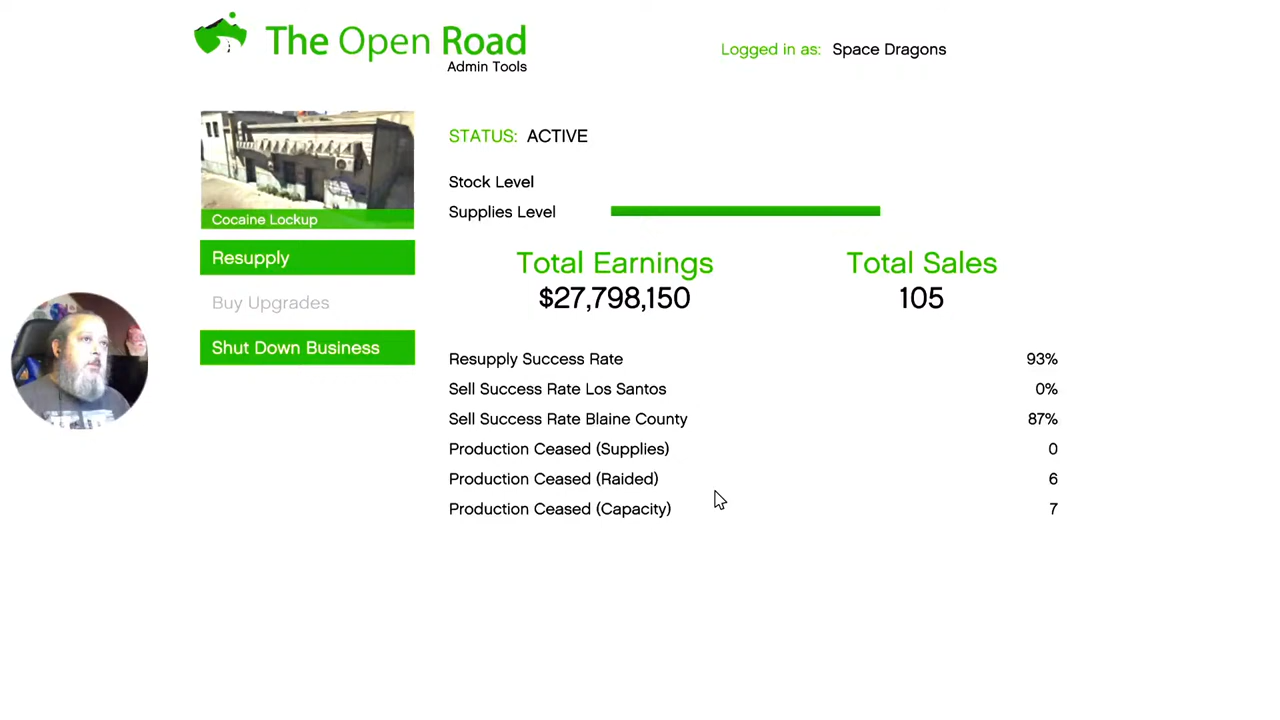 The Open Road
Admin Tools
Logged in as: Space Dragons
Cocaine Lockup
Resupply
Buy Upgrades
Shut Down Business
STATUS: ACTIVE
Stock Level
Supplies Level
Total Earnings
$27,798,150
Total Sales
105
Resupply Success Rate 93%
Sell Success Rate Los Santos 0%
Sell Success Rate Blaine County 87%
Production Ceased (Supplies) 0
Production Ceased (Raided) 6
Production Ceased (Capacity) 7